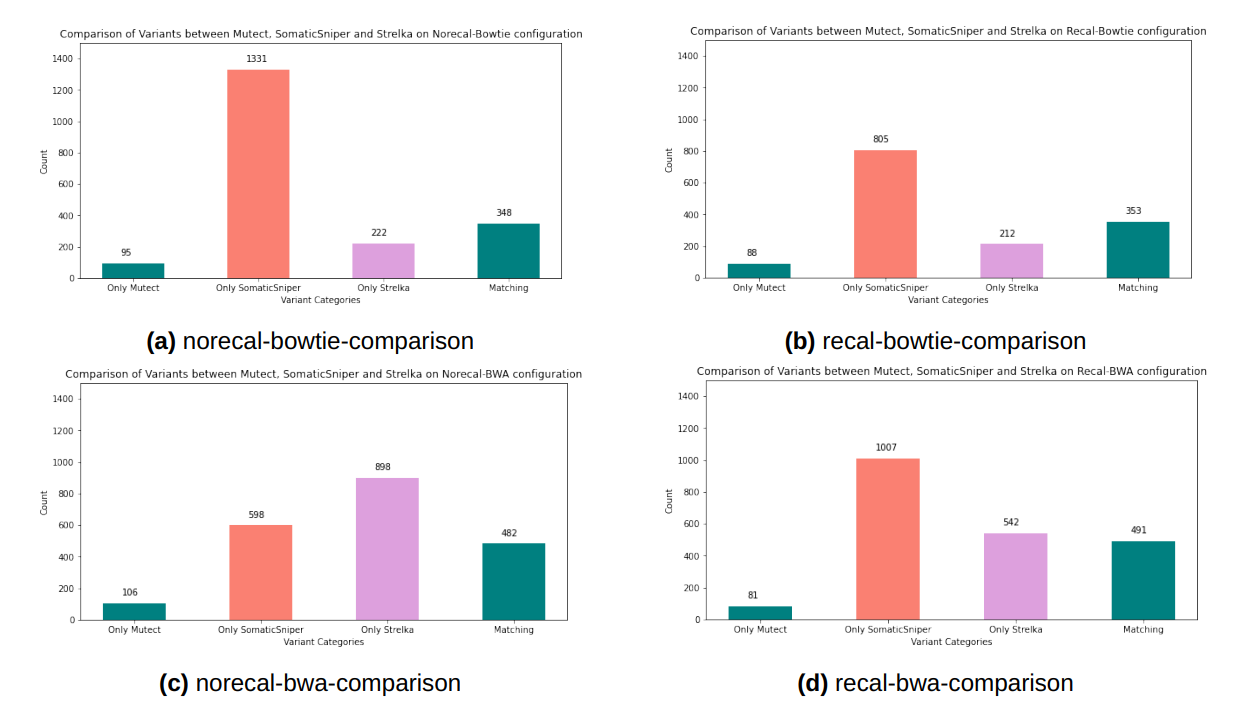 Comparison of Variants between Mutect, SomaticSniper and Strelka on Norecal-Bowtie configuration
1400
1200
1000
800
600
400
200
0
Count
95
1331
222
348
Only Mutect
Only SomaticSniper
Only Strelka
Matching
Variant Categories
(a) norecal-bowtie-comparison
Comparison of Variants between Mutect, SomaticSniper and Strelka on Recal-Bowtie configuration
1400
1200
1000
800
600
400
200
0
Count
88
805
212
353
Only Mutect
Only SomaticSniper
Only Strelka
Matching
Variant Categories
(b) recal-bowtie-comparison
Comparison of Variants between Mutect, SomaticSniper and Strelka on Norecal-BWA configuration
1400
1200
1000
800
600
400
200
0
Count
106
598
898
482
Only Mutect
Only SomaticSniper
Only Strelka
Matching
Variant Categories
(c) norecal-bwa-comparison
Comparison of Variants between Mutect, SomaticSniper and Strelka on Recal-BWA configuration
1400
1200
1000
800
600
400
200
0
Count
81
1007
542
491
Only Mutect
Only SomaticSniper
Only Strelka
Matching
Variant Categories
(d) recal-bwa-comparison